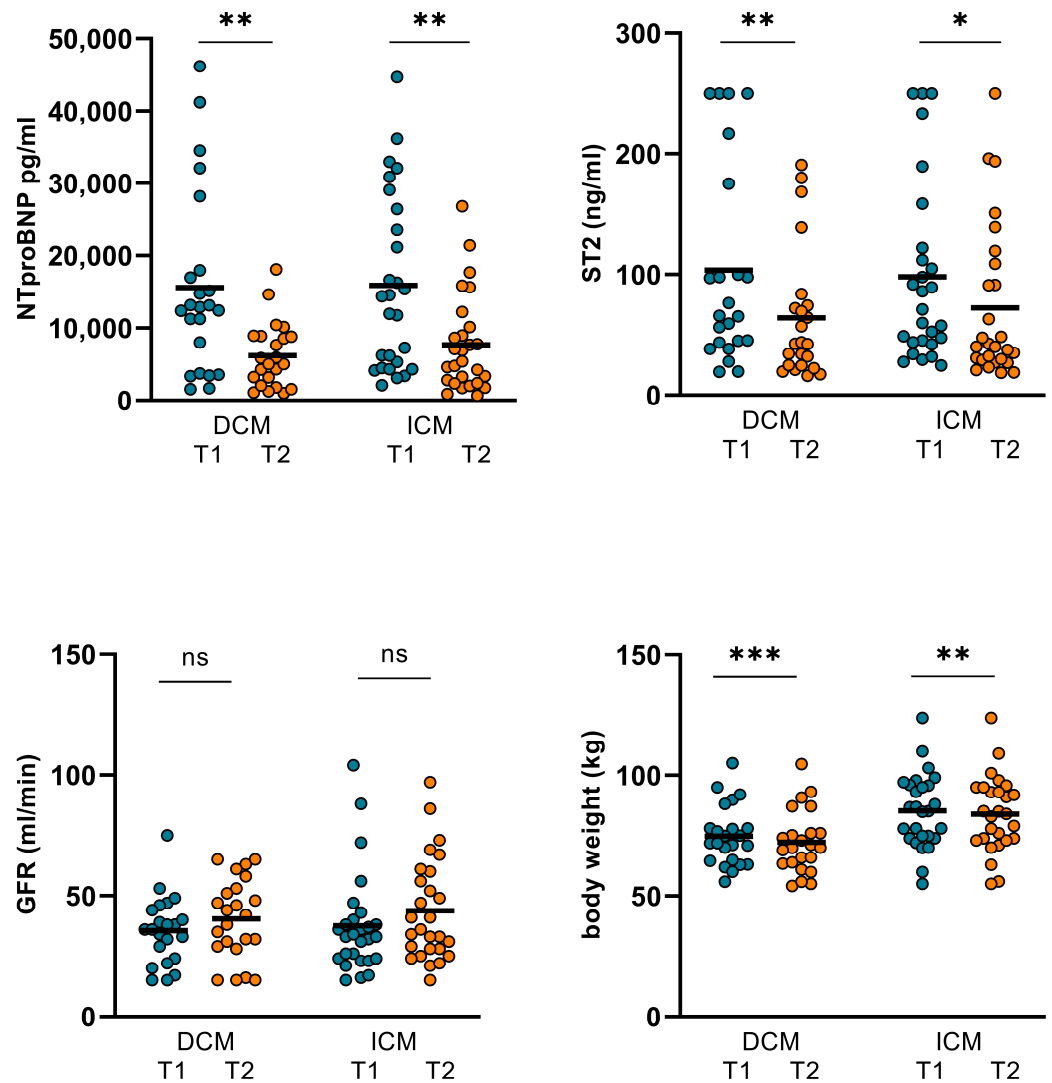 ** **
NTproBNP pg/ml
50,000
40,000
30,000
20,000
10,000
0
DCM ICM
T1 T2 T1 T2
** *
ST2 (ng/ml)
300
200
100
0
DCM ICM
T1 T2 T1 T2
ns ns
GFR (ml/min)
150
100
50
0
DCM ICM
T1 T2 T1 T2
*** **
body weight (kg)
150
100
50
0
DCM ICM
T1 T2 T1 T2